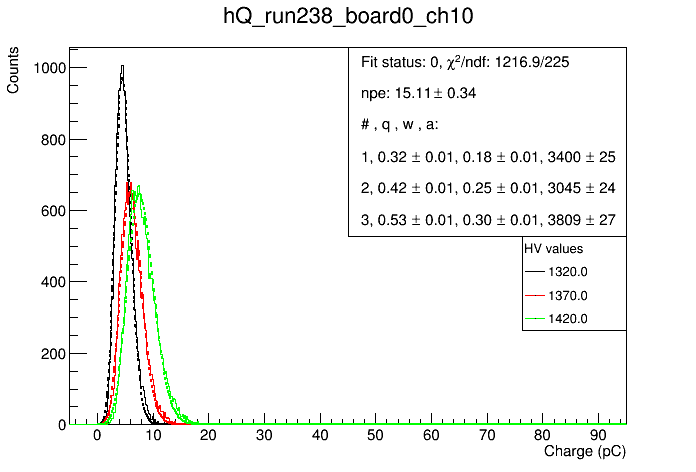 hQ_run238_board0_ch10
Counts
Fit status: 0, χ²/ndf: 1216.9/225
npe: 15.11 ± 0.34
# , q , w , a:
1, 0.32 ± 0.01, 0.18 ± 0.01, 3400 ± 25
2, 0.42 ± 0.01, 0.25 ± 0.01, 3045 ± 24
3, 0.53 ± 0.01, 0.30 ± 0.01, 3809 ± 27
HV values
1320.0
1370.0
1420.0
1000
800
600
400
200
0
0 10 20 30 40 50 60 70 80 90
Charge (pC)